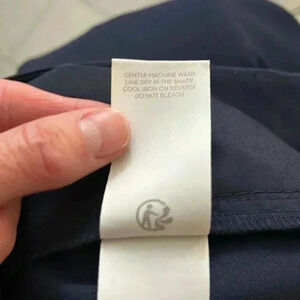 GENTLE MACHINE WASH
LINE DRY IN THE SHADE
COOL IRON ON REVERSE
DO NOT BLEACH